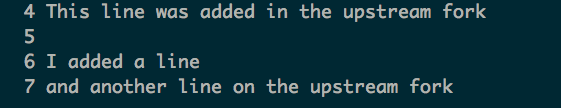 4 This line was added in the upstream fork
5
6 I added a line
7 and another line on the upstream fork